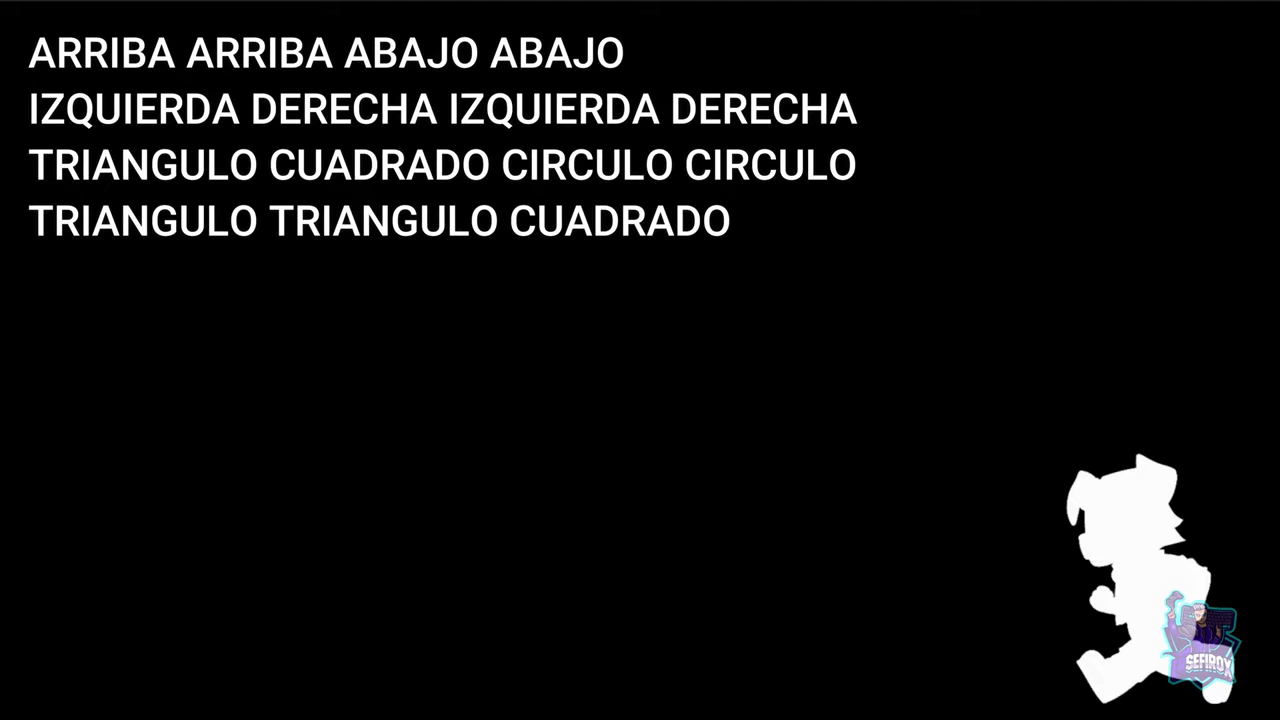 ARRIBA ARRIBA ABAJO ABAJO
IZQUIERDA DERECHA IZQUIERDA DERECHA
TRIANGULO CUADRADO CIRCULO CIRCULO
TRIANGULO TRIANGULO CUADRADO
SEFIROX